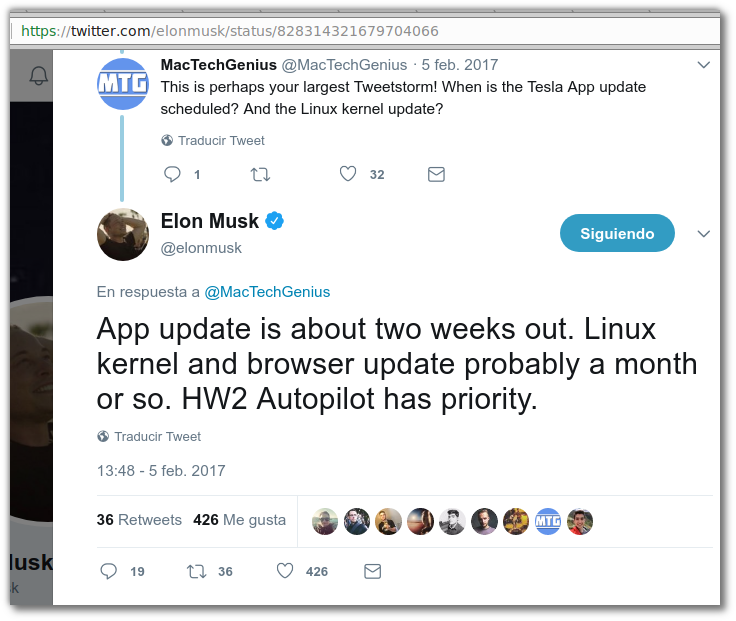 https://twitter.com/elonmusk/status/828314321679704066
MTG
MacTechGenius @MacTechGenius · 5 feb. 2017
This is perhaps your largest Tweetstorm! When is the Tesla App update
scheduled? And the Linux kernel update?
Traducir Tweet
1 32
Elon Musk
@elonmusk
Siguiendo
En respuesta a @MacTechGenius
App update is about two weeks out. Linux
kernel and browser update probably a month
or so. HW2 Autopilot has priority.
Traducir Tweet
13:48 - 5 feb. 2017
36 Retweets 426 Me gusta
MTG
19 36 426
lusk
k